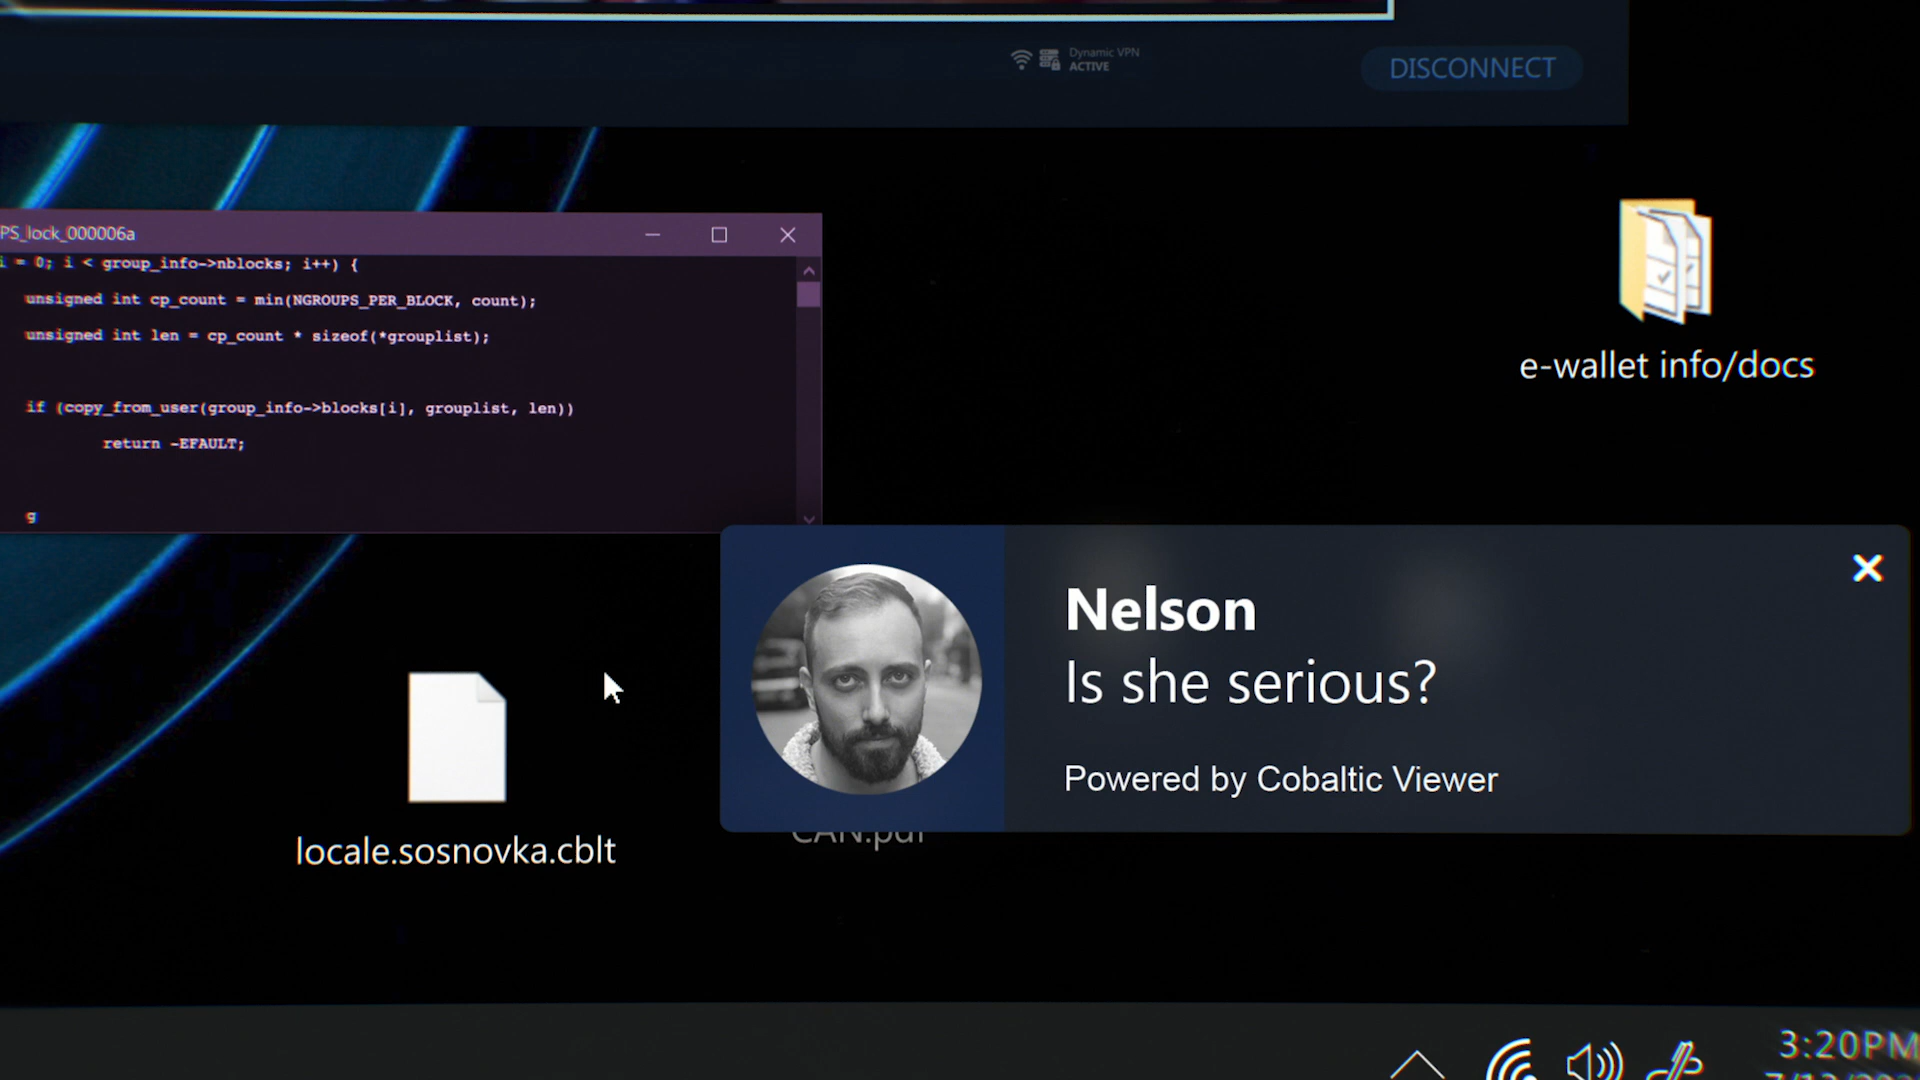 Dynamic VPN
ACTIVE
DISCONNECT
PS_lock_000006a
i = 0; i < group_info->nblocks; i++) {
unsigned int cp_count = min(NGROUPS_PER_BLOCK, count);
unsigned int len = cp_count * sizeof(*grouplist);
if (copy_from_user(group_info->blocks[i], grouplist, len))
return -EFAULT;
g
e-wallet info/docs
Nelson
Is she serious?
Powered by Cobaltic Viewer
locale.sosnovka.cblt
CAN.pdf
3:20PM